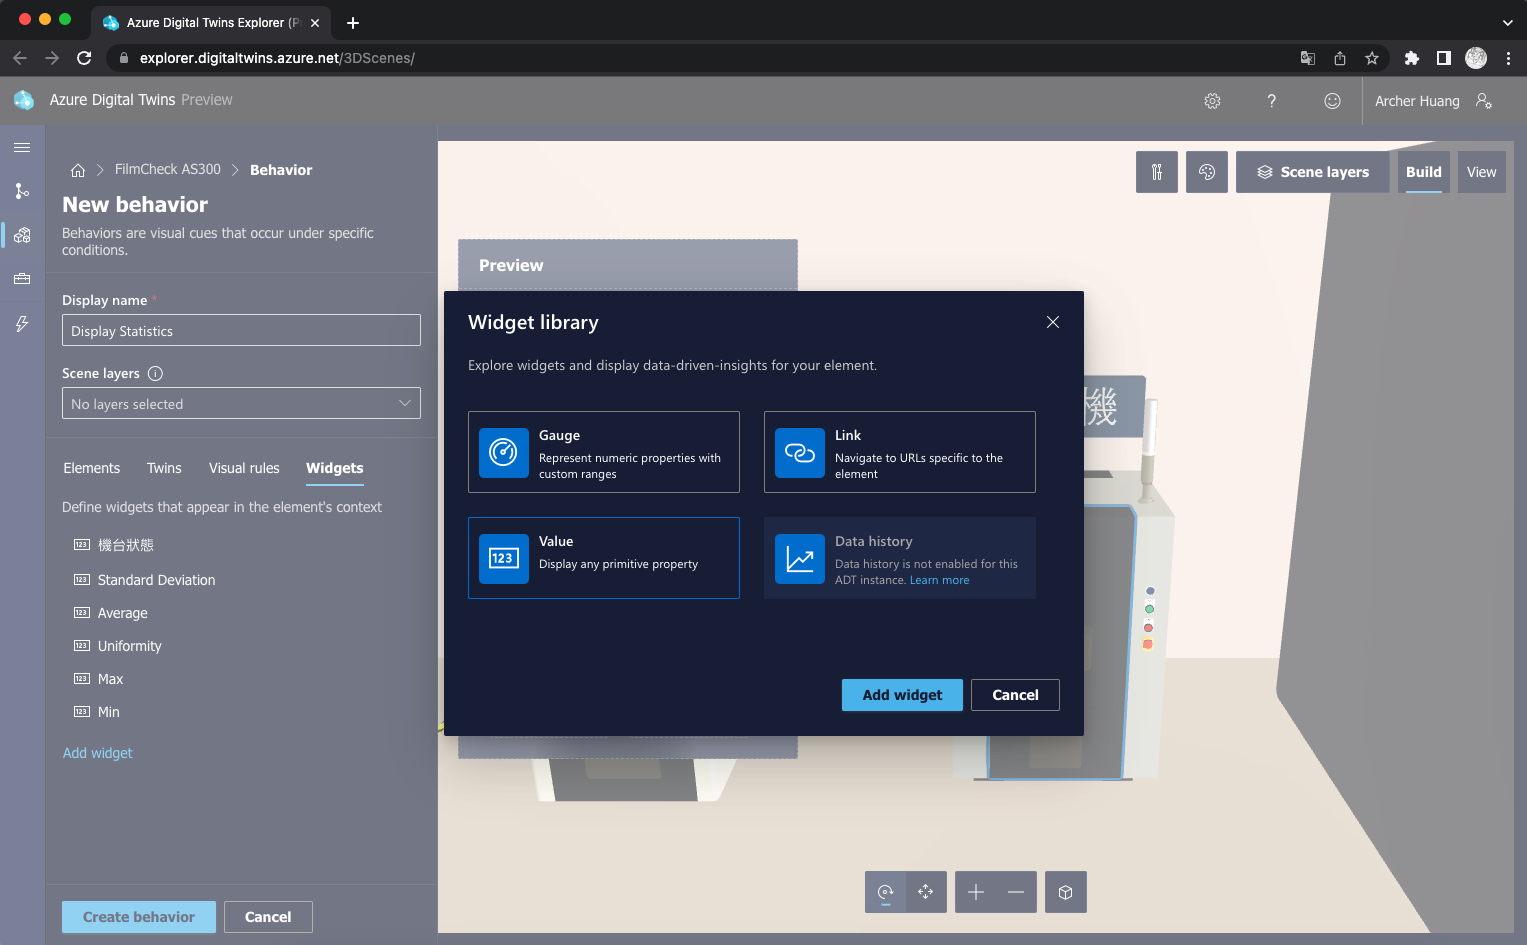 Azure Digital Twins Explorer (P
explorer.digitaltwins.azure.net/3DScenes/
Azure Digital Twins Preview
Archer Huang
FilmCheck AS300
Behavior
New behavior
Behaviors are visual cues that occur under specific
conditions.
Display name *
Display Statistics
Scene layers
No layers selected
Elements
Twins
Visual rules
Widgets
Define widgets that appear in the element's context
機台狀態
Standard Deviation
Average
Uniformity
Max
Min
Add widget
Create behavior
Cancel
Scene layers
Build
View
Preview
機
Widget library
Explore widgets and display data-driven-insights for your element.
Gauge
Represent numeric properties with
custom ranges
Link
Navigate to URLs specific to the
element
123
Value
Display any primitive property
Data history
Data history is not enabled for this
ADT instance. Learn more
Add widget
Cancel